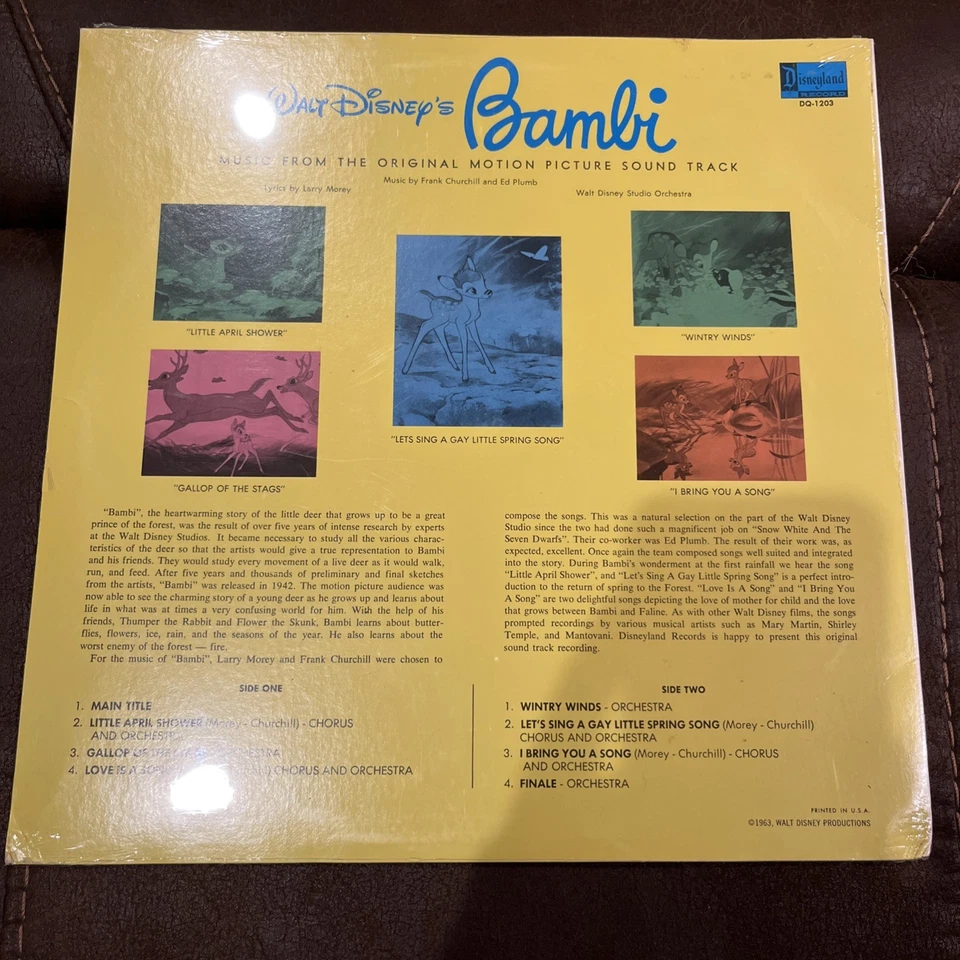 WALT DISNEY'S Bambi
Disneyland
RECORD
DQ-1203
MUSIC FROM THE ORIGINAL MOTION PICTURE SOUND TRACK
Lyrics by Larry Morey
Music by Frank Churchill and Ed Plumb
Walt Disney Studio Orchestra
"LITTLE APRIL SHOWER"
"WINTRY WINDS"
"LETS SING A GAY LITTLE SPRING SONG"
"GALLOP OF THE STAGS"
"I BRING YOU A SONG"
"Bambi", the heartwarming story of the little deer that grows up to be a great
prince of the forest, was the result of over five years of intense research by experts
at the Walt Disney Studios. It became necessary to study all the various charac-
teristics of the deer so that the artists would give a true representation to Bambi
and his friends. They would study every movement of a live deer as it would walk,
run, and feed. After five years and thousands of preliminary and final sketches
from the artists, "Bambi" was released in 1942. The motion picture audience was
now able to see the charming story of a young deer as he grows up and learns about
life in what was at times a very confusing world for him. With the help of his
friends, Thumper the Rabbit and Flower the Skunk, Bambi learns about butter-
flies, flowers, ice, rain, and the seasons of the year. He also learns about the
worst enemy of the forest — fire.
For the music of "Bambi", Larry Morey and Frank Churchill were chosen to
compose the songs. This was a natural selection on the part of the Walt Disney
Studio since the two had done such a magnificent job on "Snow White And The
Seven Dwarfs". Their co-worker was Ed Plumb. The result of their work was, as
expected, excellent. Once again the team composed songs well suited and integrated
into the story. During Bambi's wonderment at the first rainfall we hear the song
"Little April Shower", and "Let's Sing A Gay Little Spring Song" is a perfect intro-
duction to the return of spring to the Forest. "Love Is A Song" and "I Bring You
A Song" are two delightful songs depicting the love of mother for child and the love
that grows between Bambi and Faline. As with other Walt Disney films, the songs
prompted recordings by various musical artists such as Mary Martin, Shirley
Temple, and Mantovani. Disneyland Records is happy to present this original
sound track recording.
SIDE ONE
1. MAIN TITLE
2. LITTLE APRIL SHOWER (Morey - Churchill) - CHORUS
AND ORCHESTRA
3. GALLOP OF THE
4. LOVE IS A SONG CHORUS AND ORCHESTRA
SIDE TWO
1. WINTRY WINDS - ORCHESTRA
2. LET'S SING A GAY LITTLE SPRING SONG (Morey - Churchill)
CHORUS AND ORCHESTRA
3. I BRING YOU A SONG (Morey - Churchill) - CHORUS
AND ORCHESTRA
4. FINALE - ORCHESTRA
PRINTED IN U.S.A.
©1963, WALT DISNEY PRODUCTIONS